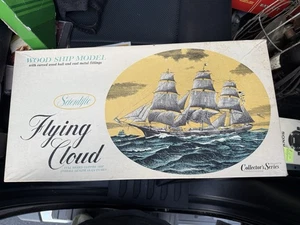 WOOD SHIP MODEL
with carved wood hull and cast metal fittings
Scientific
Flying
Cloud
Collector's Series